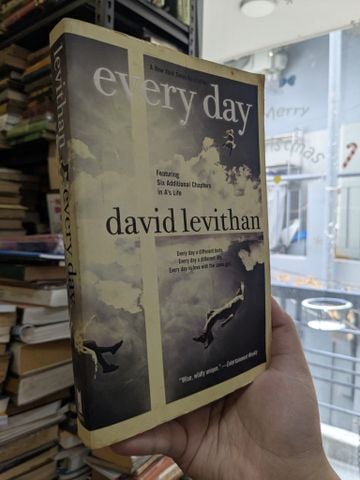 A New York Times Bestseller
every day
Featuring
Six Additional Chapters
in A's Life
david levithan
Every day a different body.
Every day a different life.
Every day in love with the same girl.
"Wise, wildly unique." —Entertainment Weekly
levithan everyday
Merry
Christmas